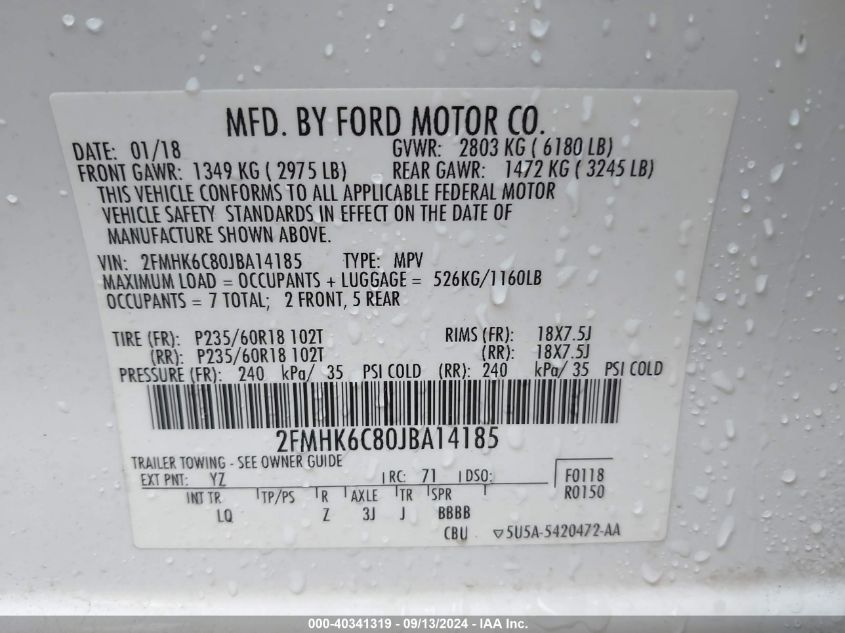 MFD. BY FORD MOTOR CO.
DATE: 01/18 GVWR: 2803 KG ( 6180 LB)
FRONT GAWR: 1349 KG ( 2975 LB) REAR GAWR: 1472 KG ( 3245 LB)
THIS VEHICLE CONFORMS TO ALL APPLICABLE FEDERAL MOTOR
VEHICLE SAFETY STANDARDS IN EFFECT ON THE DATE OF
MANUFACTURE SHOWN ABOVE.
VIN: 2FMHK6C80JBA14185 TYPE: MPV
MAXIMUM LOAD = OCCUPANTS + LUGGAGE = 526KG/1160LB
OCCUPANTS = 7 TOTAL; 2 FRONT, 5 REAR
TIRE (FR): P235/60R18 102T RIMS (FR): 18X7.5J
(RR): P235/60R18 102T (RR): 18X7.5J
PRESSURE (FR): 240 kPa/ 35 PSI COLD (RR): 240 kPa/ 35 PSI COLD
2FMHK6C80JBA14185
TRAILER TOWING - SEE OWNER GUIDE
EXT PNT: YZ RC: 71 DSO: F0118
INT TR TP/PS R AXLE TR SPR R0150
LQ Z 3J J BBBB
CBU ▽5U5A-5420472-AA
000-40341319 - 09/13/2024 - IAA Inc.